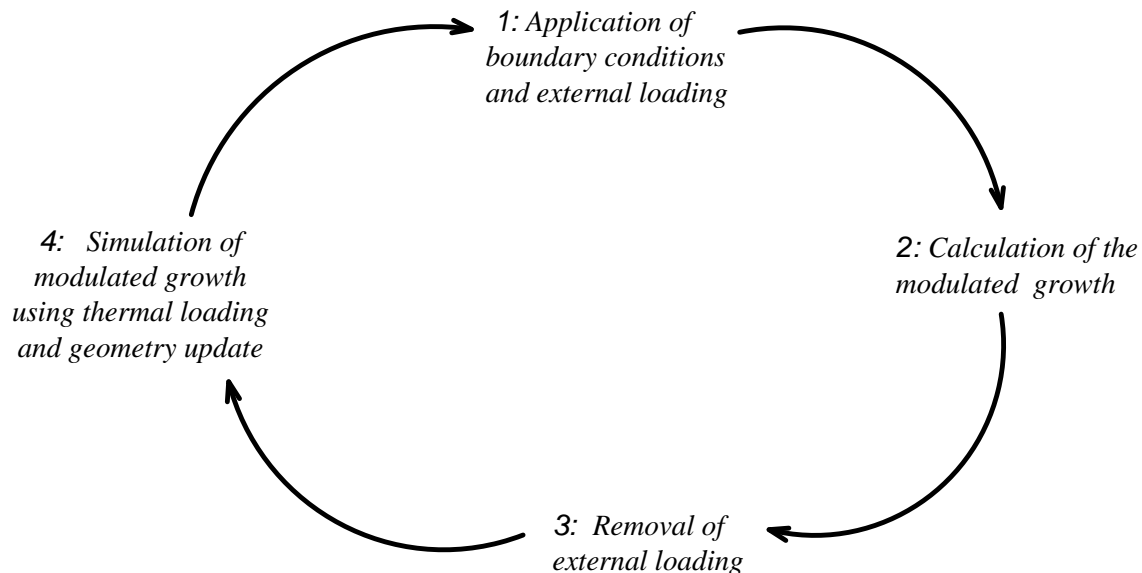 1: Application of
boundary conditions
and external loading
2: Calculation of the
modulated growth
3: Removal of
external loading
4: Simulation of
modulated growth
using thermal loading
and geometry update